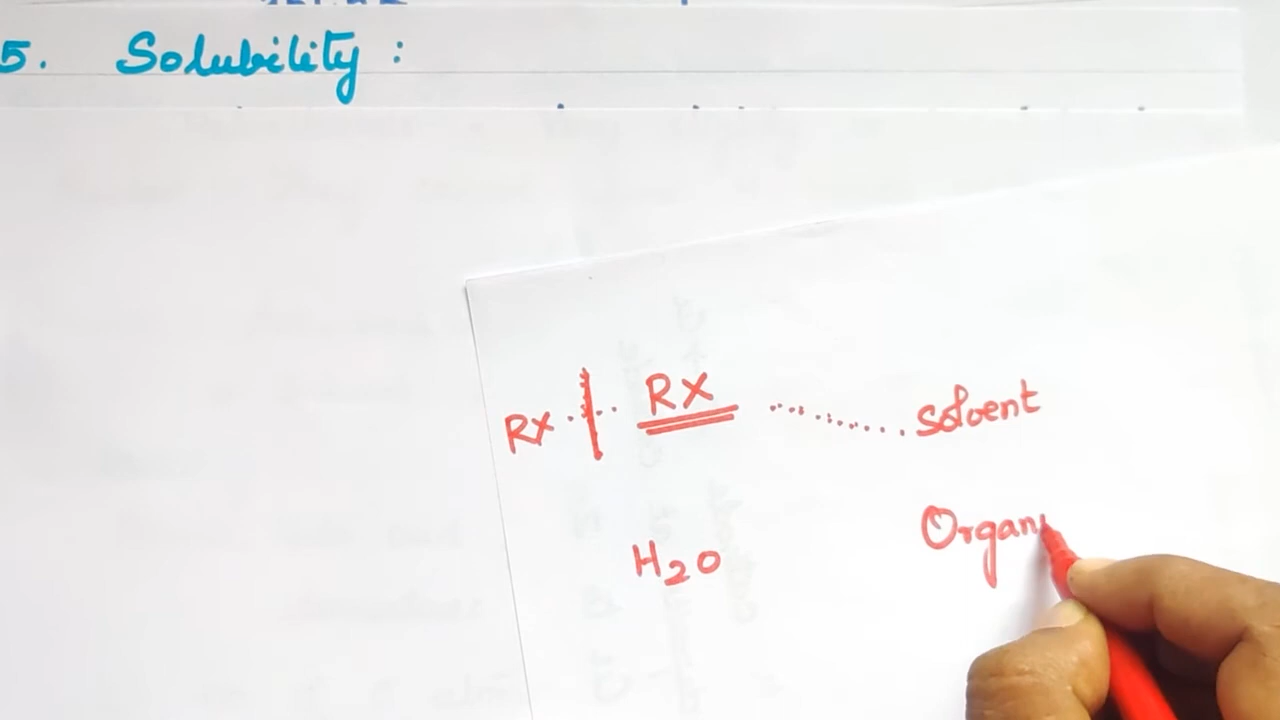 5. Solubility :
RX RX solvent
H2O Organ